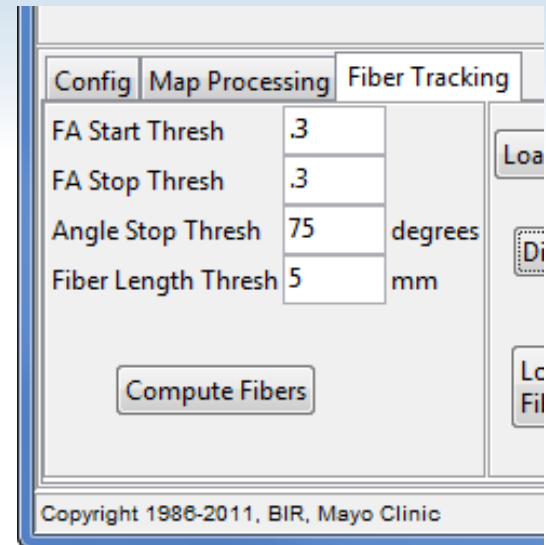 Config Map Processing Fiber Tracking
FA Start Thresh .3
FA Stop Thresh .3
Angle Stop Thresh 75 degrees
Fiber Length Thresh 5 mm
Compute Fibers
Copyright 1986-2011, BIR, Mayo Clinic